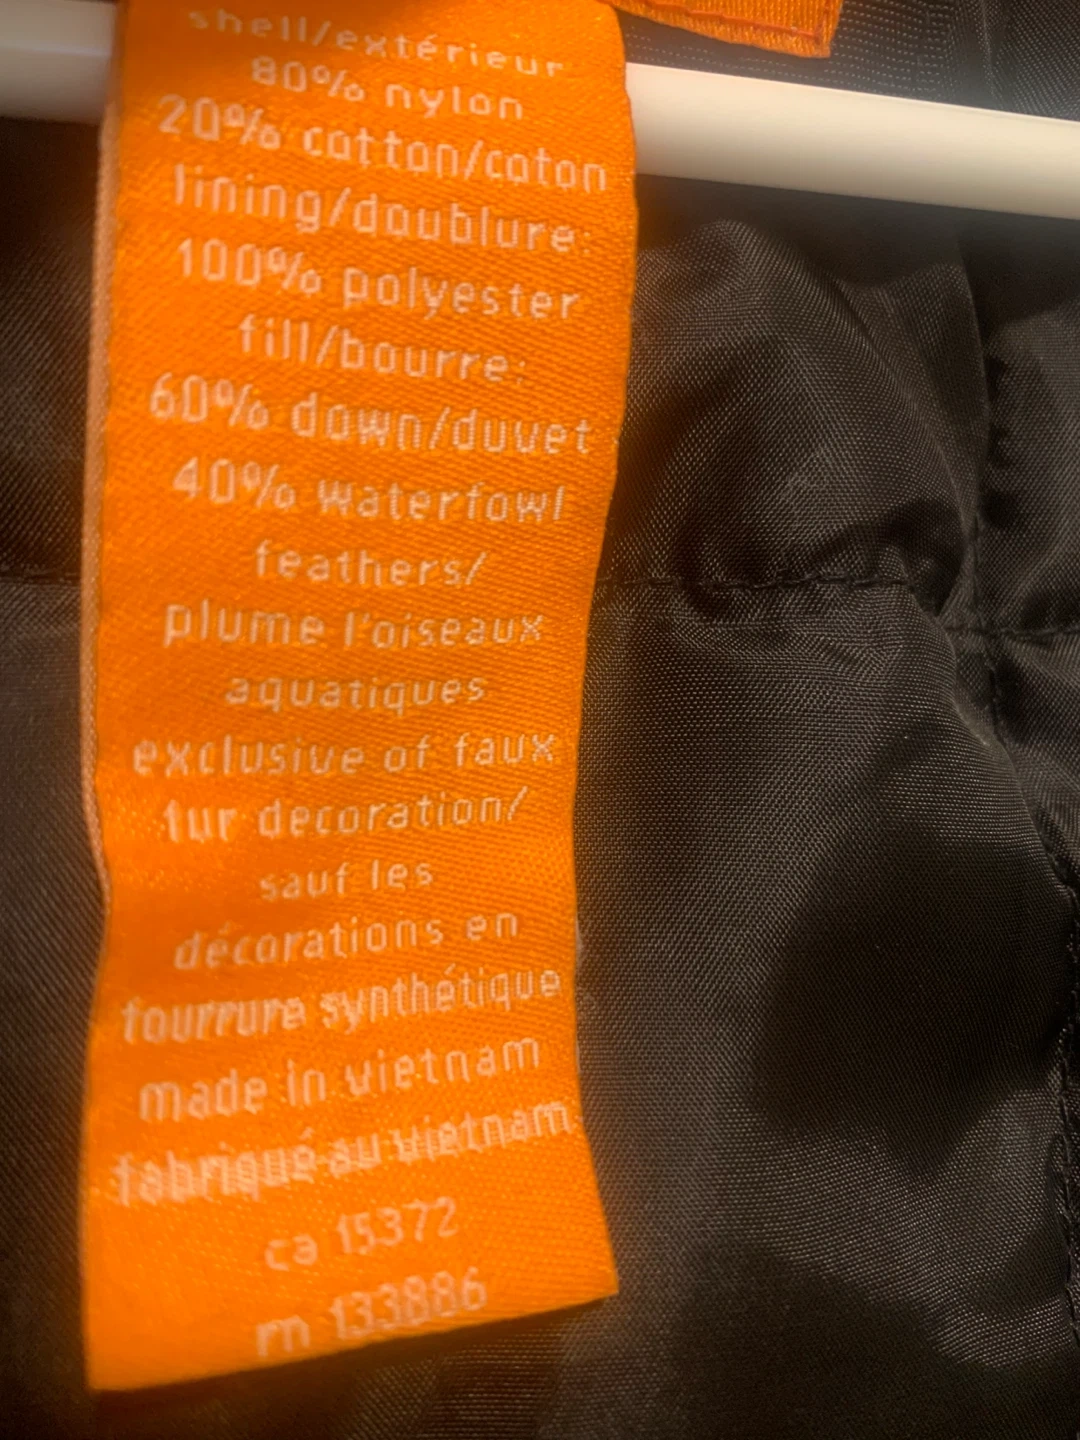 shell/extérieur
80% nylon
20% cotton/coton
lining/doublure:
100% polyester
fill/bourre:
60% down/duvet
40% waterfowl
feathers/
plume l'oiseaux
aquatiques
exclusive of faux
fur decoration/
sauf les
décorations en
fourrure synthétique
made in vietnam
fabriqué au vietnam
ca 15372
rn 133886